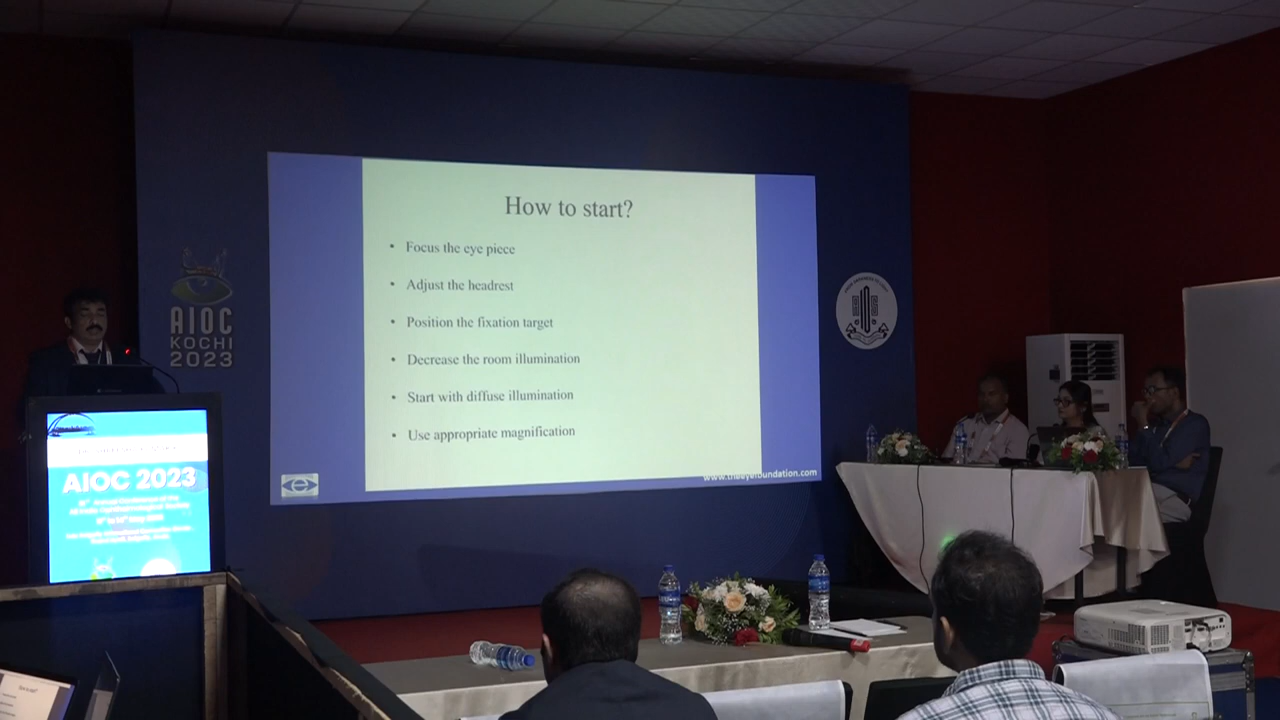 How to start?
• Focus the eye piece
• Adjust the headrest
• Position the fixation target
• Decrease the room illumination
• Start with diffuse illumination
• Use appropriate magnification
www.theeyefoundation.com
AIOC
KOCHI
2023
AIOC 2023